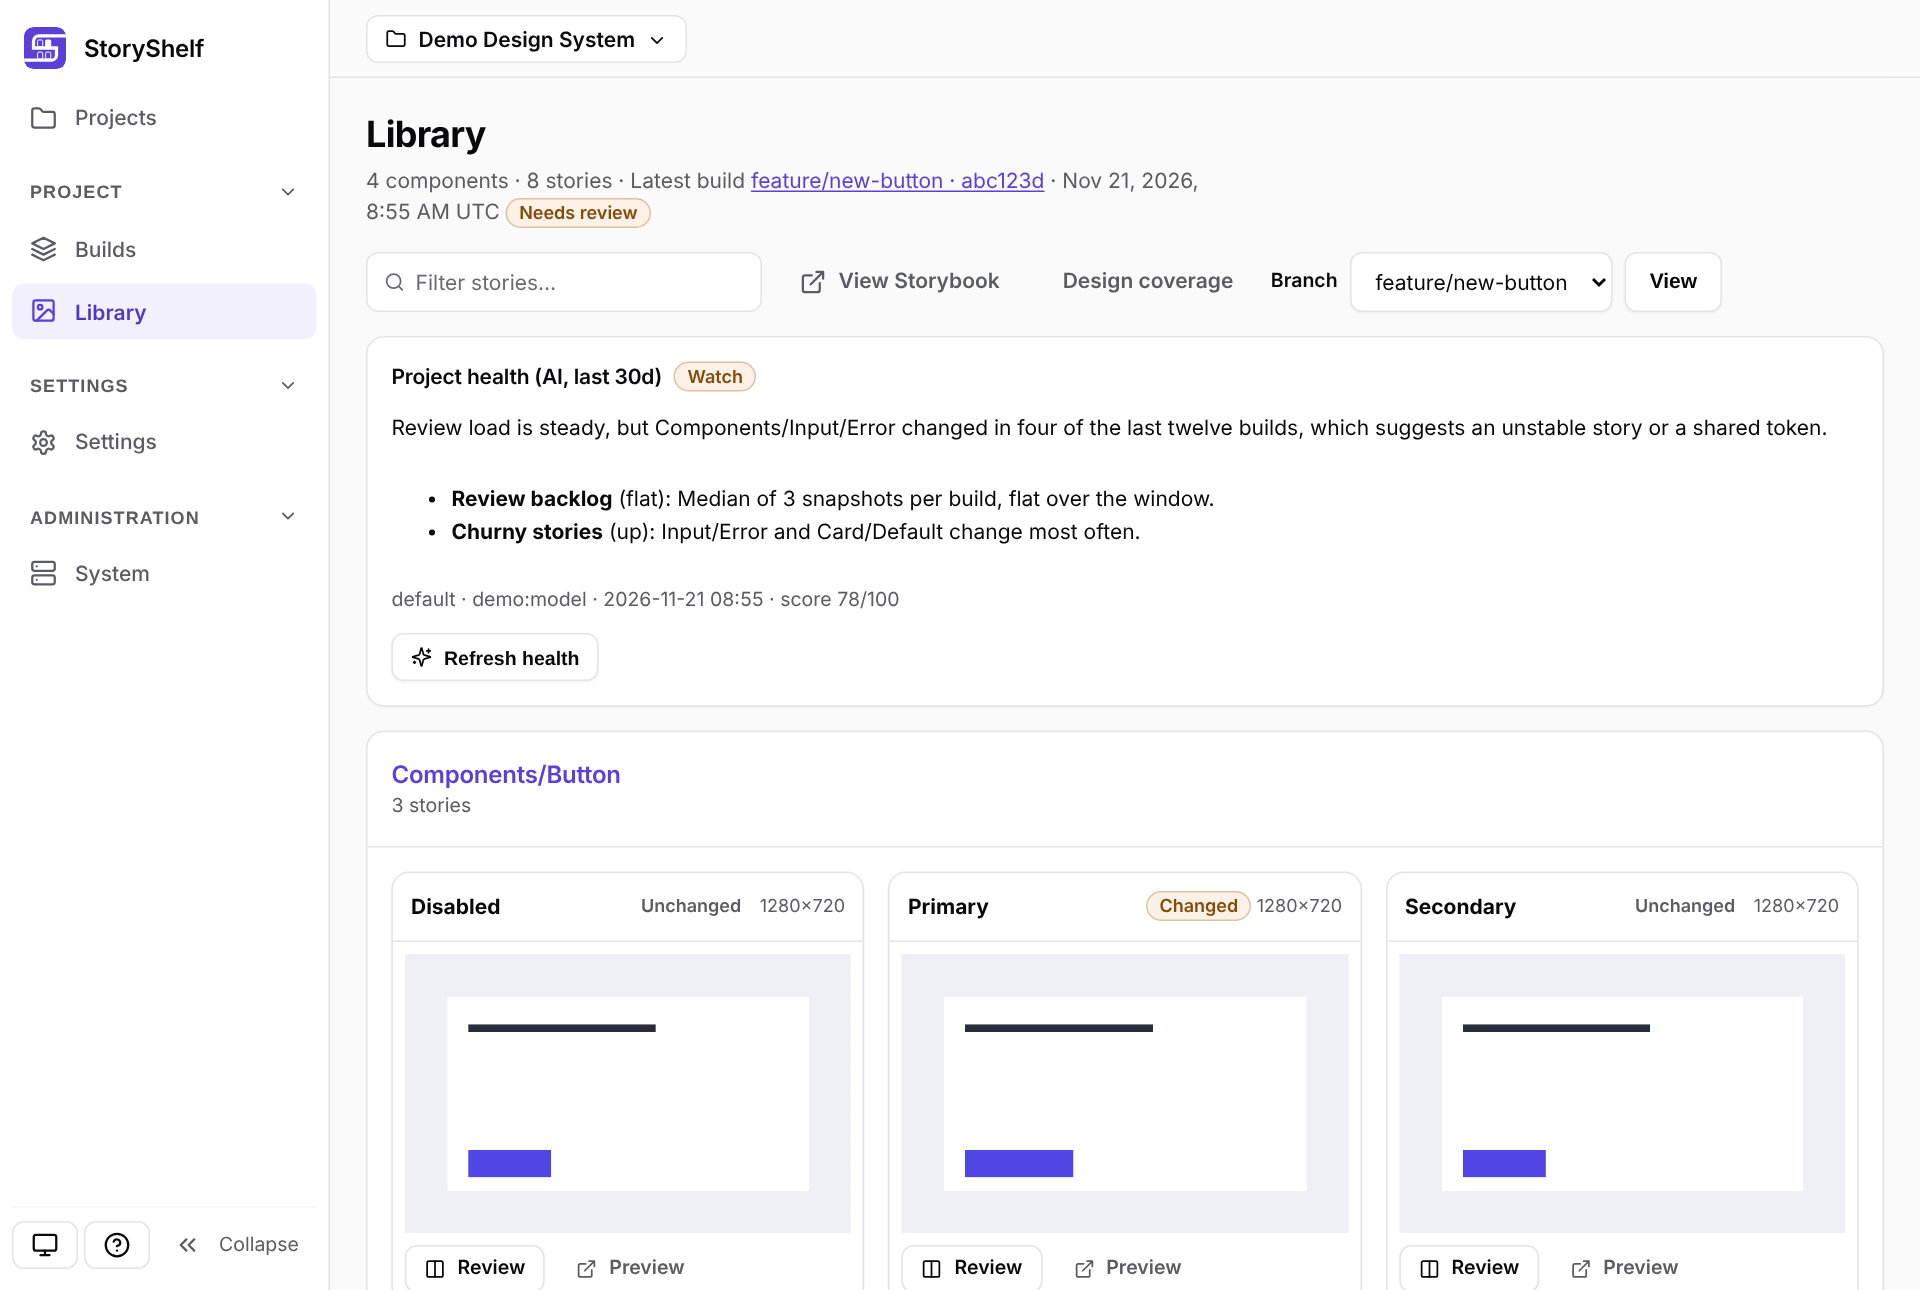 StoryShelf
Projects
PROJECT
Builds
Library
SETTINGS
Settings
ADMINISTRATION
System
Collapse
Demo Design System
Library
4 components · 8 stories · Latest build feature/new-button · abc123d · Nov 21, 2026,
8:55 AM UTC Needs review
Filter stories...
View Storybook
Design coverage
Branch
feature/new-button
View
Project health (AI, last 30d) Watch
Review load is steady, but Components/Input/Error changed in four of the last twelve builds, which suggests an unstable story or a shared token.
• Review backlog (flat): Median of 3 snapshots per build, flat over the window.
• Churny stories (up): Input/Error and Card/Default change most often.
default · demo:model · 2026-11-21 08:55 · score 78/100
Refresh health
Components/Button
3 stories
Disabled Unchanged 1280×720
Review Preview
Primary Changed 1280×720
Review Preview
Secondary Unchanged 1280×720
Review Preview